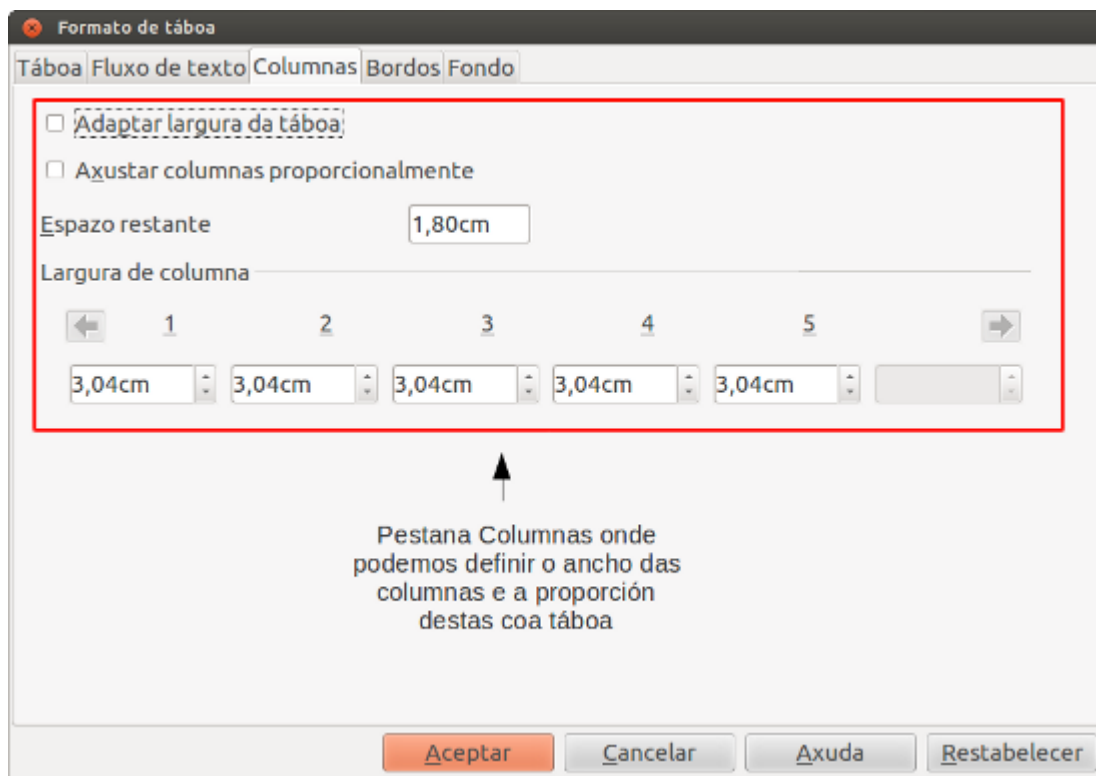 Formato de táboa
Táboa Fluxo de texto Columnas Bordos Fondo
Adaptar largura da táboa
Axustar columnas proporcionalmente
Espazo restante 1,80cm
Largura de columna
1 2 3 4 5
3,04cm 3,04cm 3,04cm 3,04cm 3,04cm
Pestana Columnas onde
podemos definir o ancho das
columnas e a proporción
destas coa táboa
Aceptar Cancelar Axuda Restabelecer